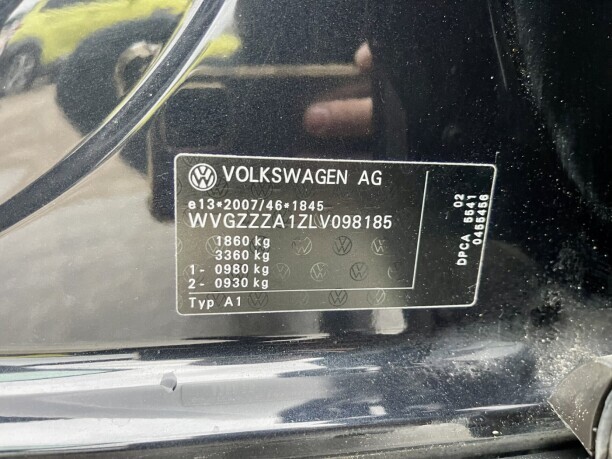 VOLKSWAGEN AG
e13*2007/46*1845
WVGZZZA1ZLV098185
1860 kg
3360 kg
1- 0980 kg
2- 0930 kg
Typ A1
02
DPCA 5541
0455456